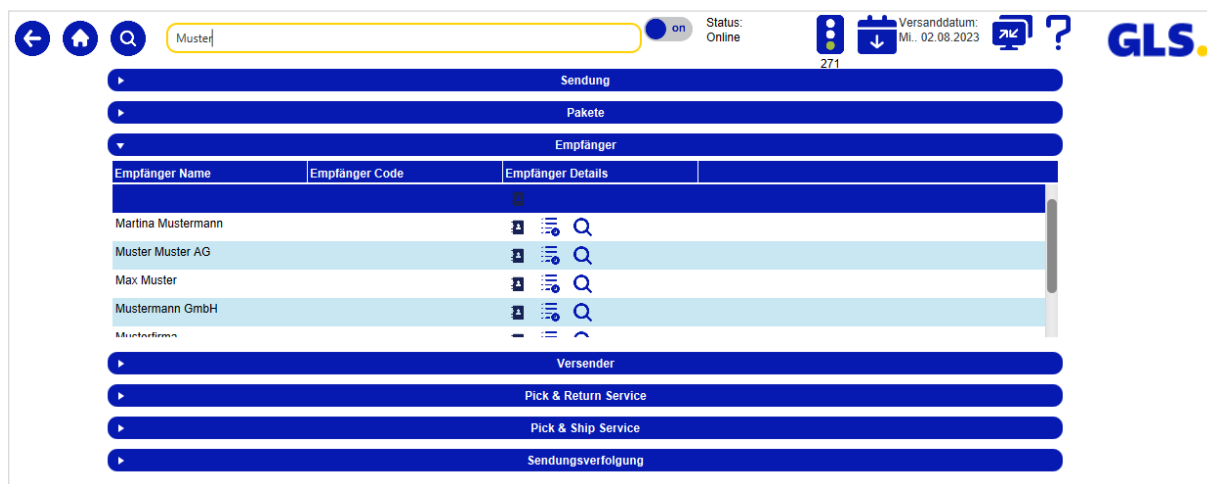 Muster
on
Status:
Online
271
Versanddatum:
Mi.. 02.08.2023
GLS.
Sendung
Pakete
Empfänger
Empfänger Name Empfänger Code Empfänger Details
Martina Mustermann
Muster Muster AG
Max Muster
Mustermann GmbH
Musterfirma
Versender
Pick & Return Service
Pick & Ship Service
Sendungsverfolgung